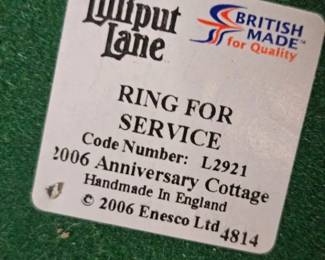 Lilliput
Lane
BRITISH
MADE™
for Quality
RING FOR
SERVICE
Code Number: L2921
2006 Anniversary Cottage
Handmade In England
© 2006 Enesco Ltd 4814